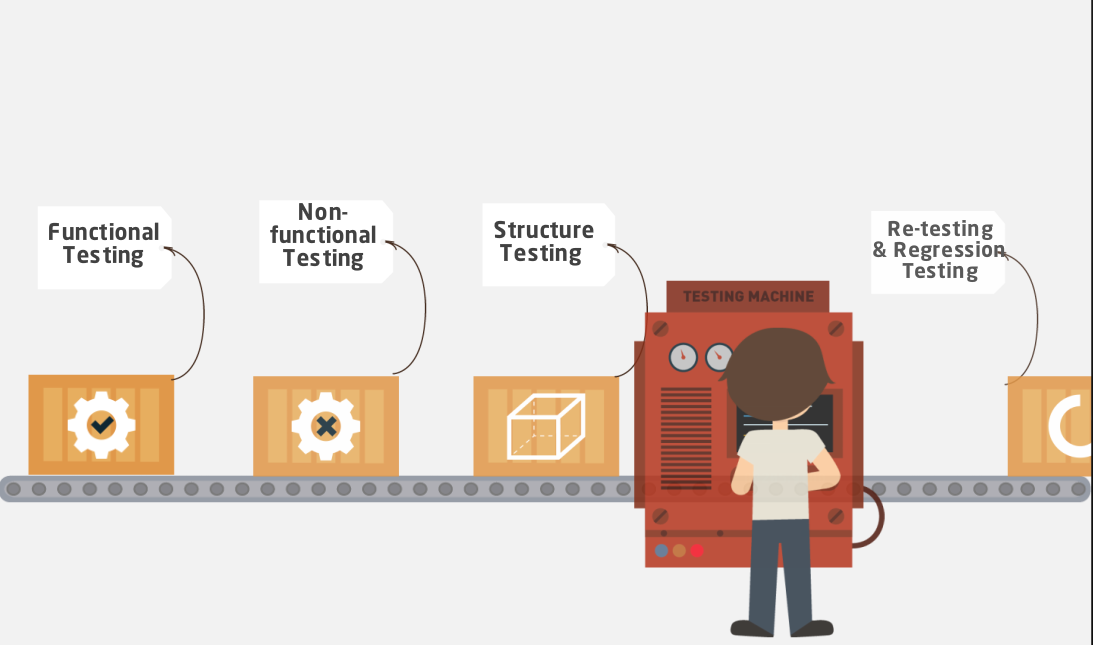 Functional
Testing
Non-
functional
Testing
Structure
Testing
TESTING MACHINE
Re-testing
& Regression
Testing